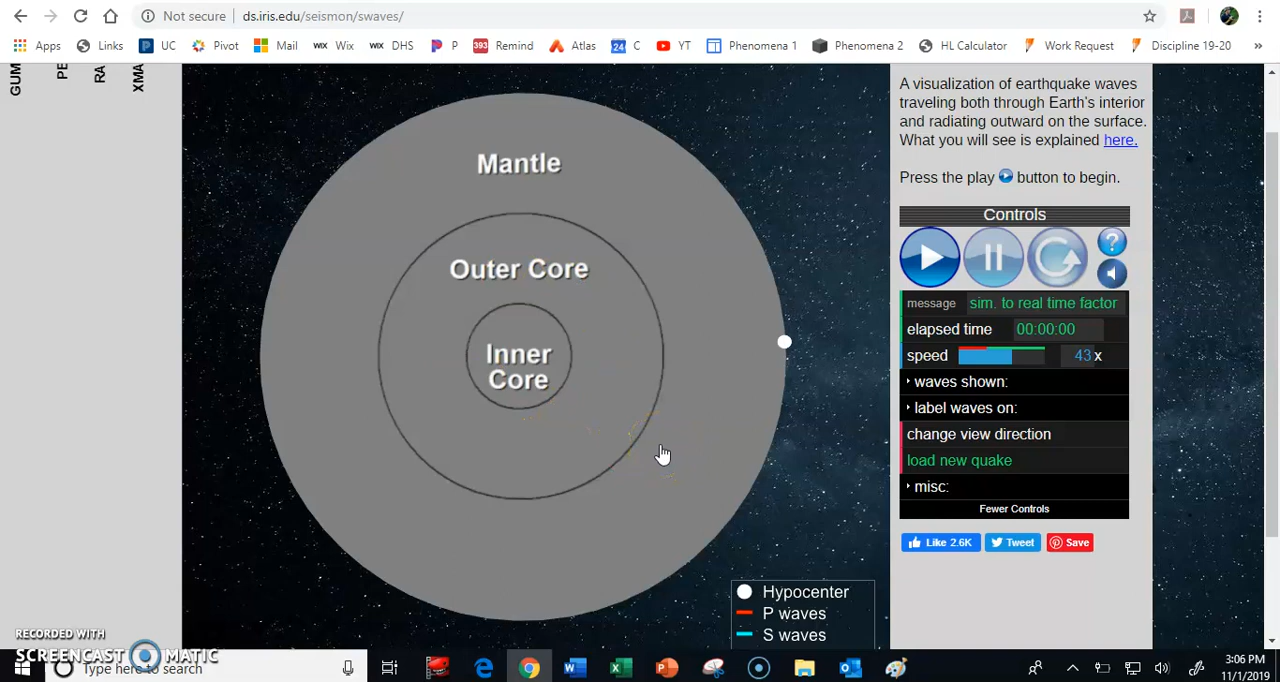 Not secure | ds.iris.edu/seismon/swaves/
Apps Links UC Pivot Mail WIX Wix WIX DHS P 393 Remind Atlas 24 C YT Phenomena 1 Phenomena 2 HL Calculator Work Request Discipline 19-20 »
GUM
PE
RA
XMA
Mantle
Outer Core
Inner
Core
Hypocenter
P waves
S waves
A visualization of earthquake waves
traveling both through Earth's interior
and radiating outward on the surface.
What you will see is explained here.
Press the play button to begin.
Controls
?
message sim. to real time factor
elapsed time 00:00:00
speed 43 x
waves shown:
label waves on:
change view direction
load new quake
misc:
Fewer Controls
Like 2.6K Tweet Save
RECORDED WITH
SCREENCAST MATIC
Type here to search
3:06 PM
11/1/2019